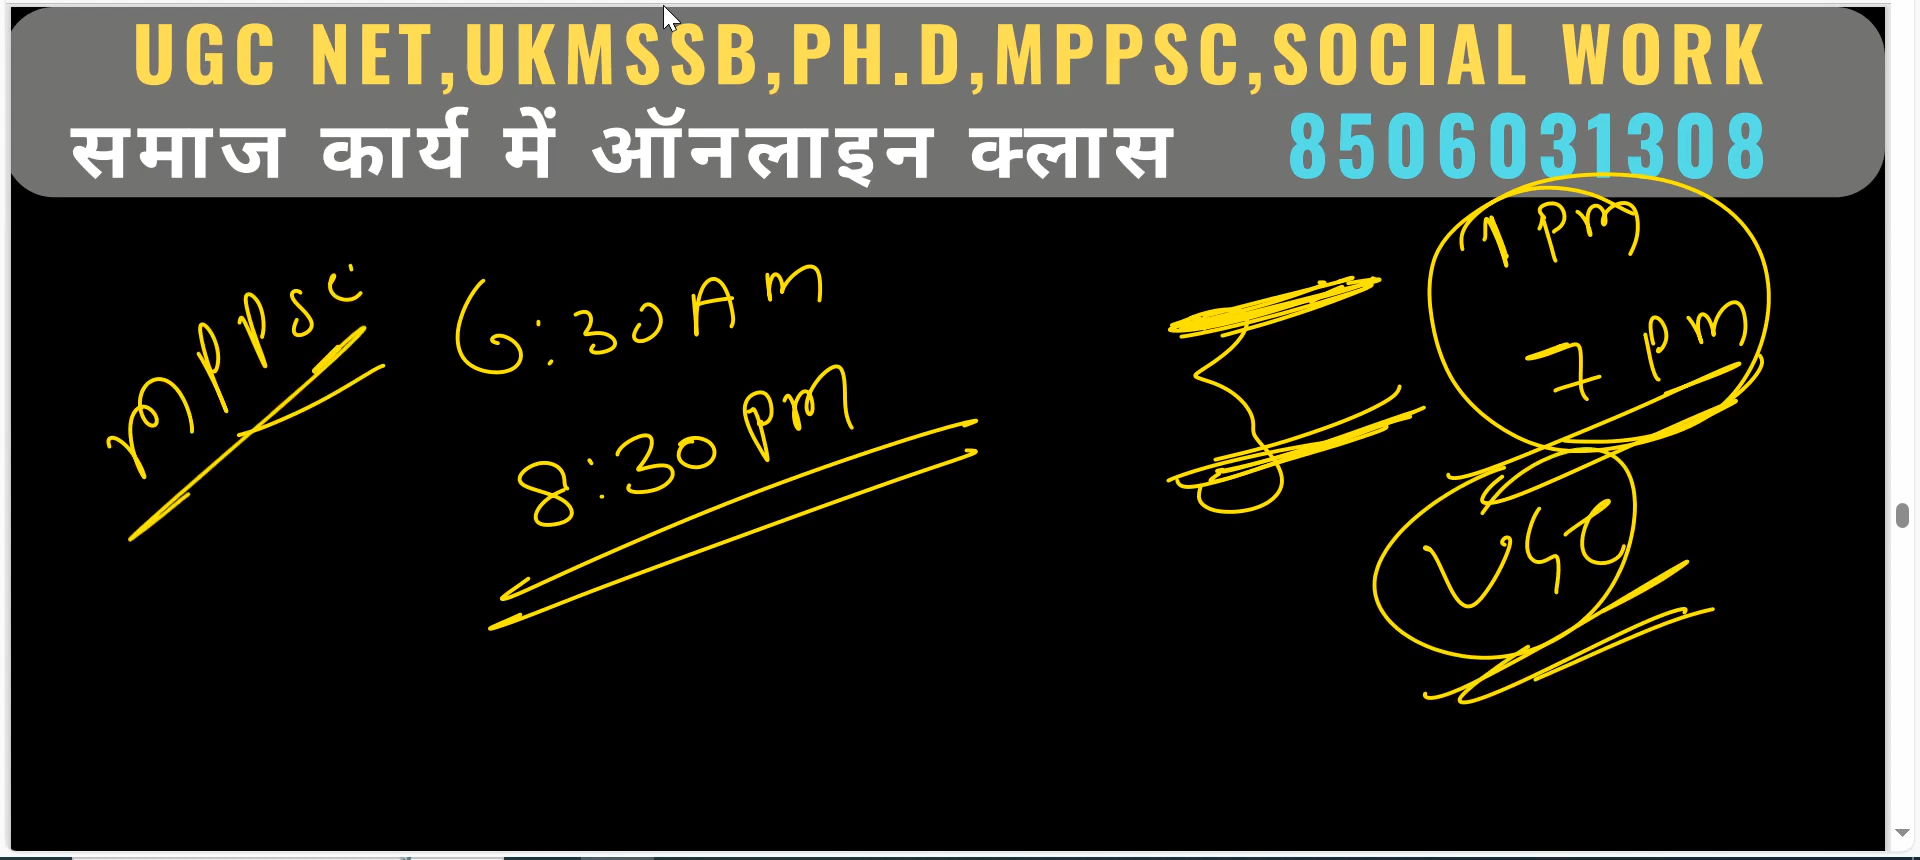 UGC NET,UKMSSB,PH.D,MPPSC,SOCIAL WORK
समाज कार्य में ऑनलाइन क्लास 8506031308
MPPSC 6:30 AM
8:30 PM
1 PM
7 PM
UGC